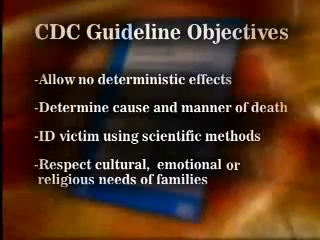 CDC Guideline Objectives
-Allow no deterministic effects
-Determine cause and manner of death
-ID victim using scientific methods
-Respect cultural,  emotional or
religious needs of families